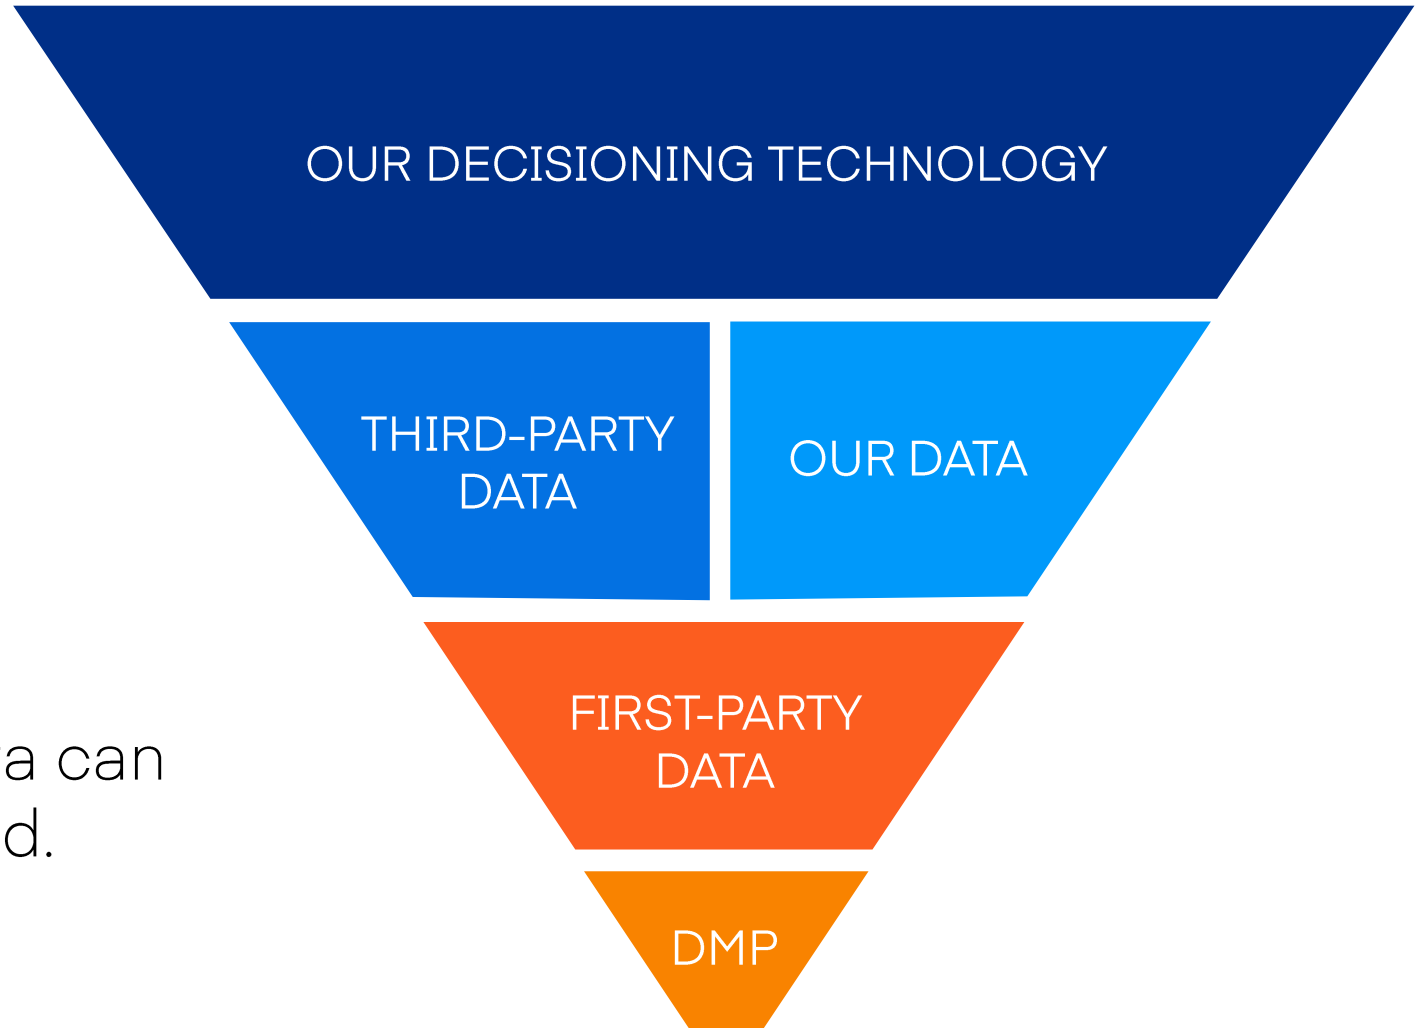 OUR DECISIONING TECHNOLOGY
THIRD-PARTY
DATA
OUR DATA
FIRST-PARTY
DATA
can
DMP